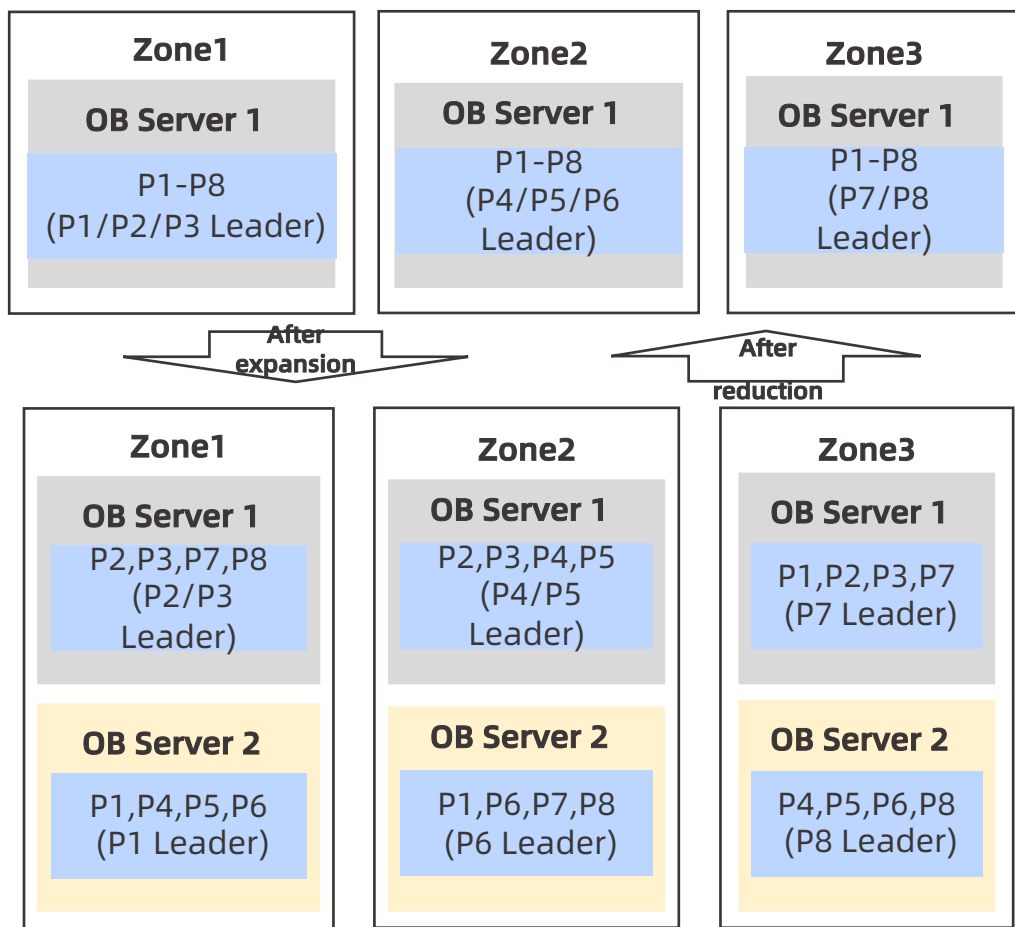 Zone1
OB Server 1
P1-P8
(P1/P2/P3 Leader)
Zone2
OB Server 1
P1-P8
(P4/P5/P6
Leader)
Zone3
OB Server 1
P1-P8
(P7/P8
Leader)
After
expansion
After
reduction
Zone1
OB Server 1
P2,P3,P7,P8
(P2/P3
Leader)
OB Server 2
P1,P4,P5,P6
(P1 Leader)
Zone2
OB Server 1
P2,P3,P4,P5
(P4/P5
Leader)
OB Server 2
P1,P6,P7,P8
(P6 Leader)
Zone3
OB Server 1
P1,P2,P3,P7
(P7 Leader)
OB Server 2
P4,P5,P6,P8
(P8 Leader)